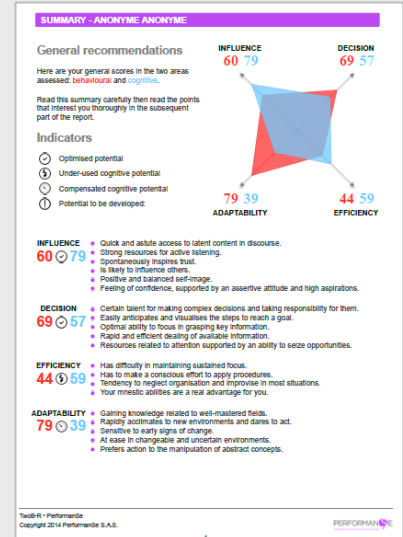 SUMMARY - ANONYME ANONYME
General recommendations
Here are your general scores in the two areas
assessed: behavioural and cognitive.
Read this summary carefully then read the points
that interest you thoroughly in the subsequent
part of the report.
Indicators
Optimised potential
Under-used cognitive potential
Compensated cognitive potential
Potential to be developed:
INFLUENCE
60 79
DECISION
69 57
79 39
ADAPTABILITY
44 59
EFFICIENCY
INFLUENCE
60 79
Quick and astute access to latent content in discourse.
Strong resources for active listening.
Spontaneously inspires trust.
Is likely to influence others.
Positive and balanced self-image.
Feeling of confidence, supported by an assertive attitude and high aspirations.
DECISION
69 57
Certain talent for making complex decisions and taking responsibility for them.
Easily anticipates and visualises the steps to reach a goal.
Optimal ability to focus in grasping key information.
Rapid and efficient dealing of available information.
Resources related to attention supported by an ability to seize opportunities.
EFFICIENCY
44 59
Has difficulty in maintaining sustained focus.
Has to make a conscious effort to apply procedures.
Tendency to neglect organisation and improvise in most situations.
Your mnestic abilities are a real advantage for you.
ADAPTABILITY
79 39
Gaining knowledge related to well-mastered fields.
Rapidly acclimates to new environments and dares to act.
Sensitive to early signs of change.
At ease in changeable and uncertain environments.
Prefers action to the manipulation of abstract concepts.
TwoB-R • PerformanSe
Copyright 2014 PerformanSe S.A.S.
PERFORMANSE